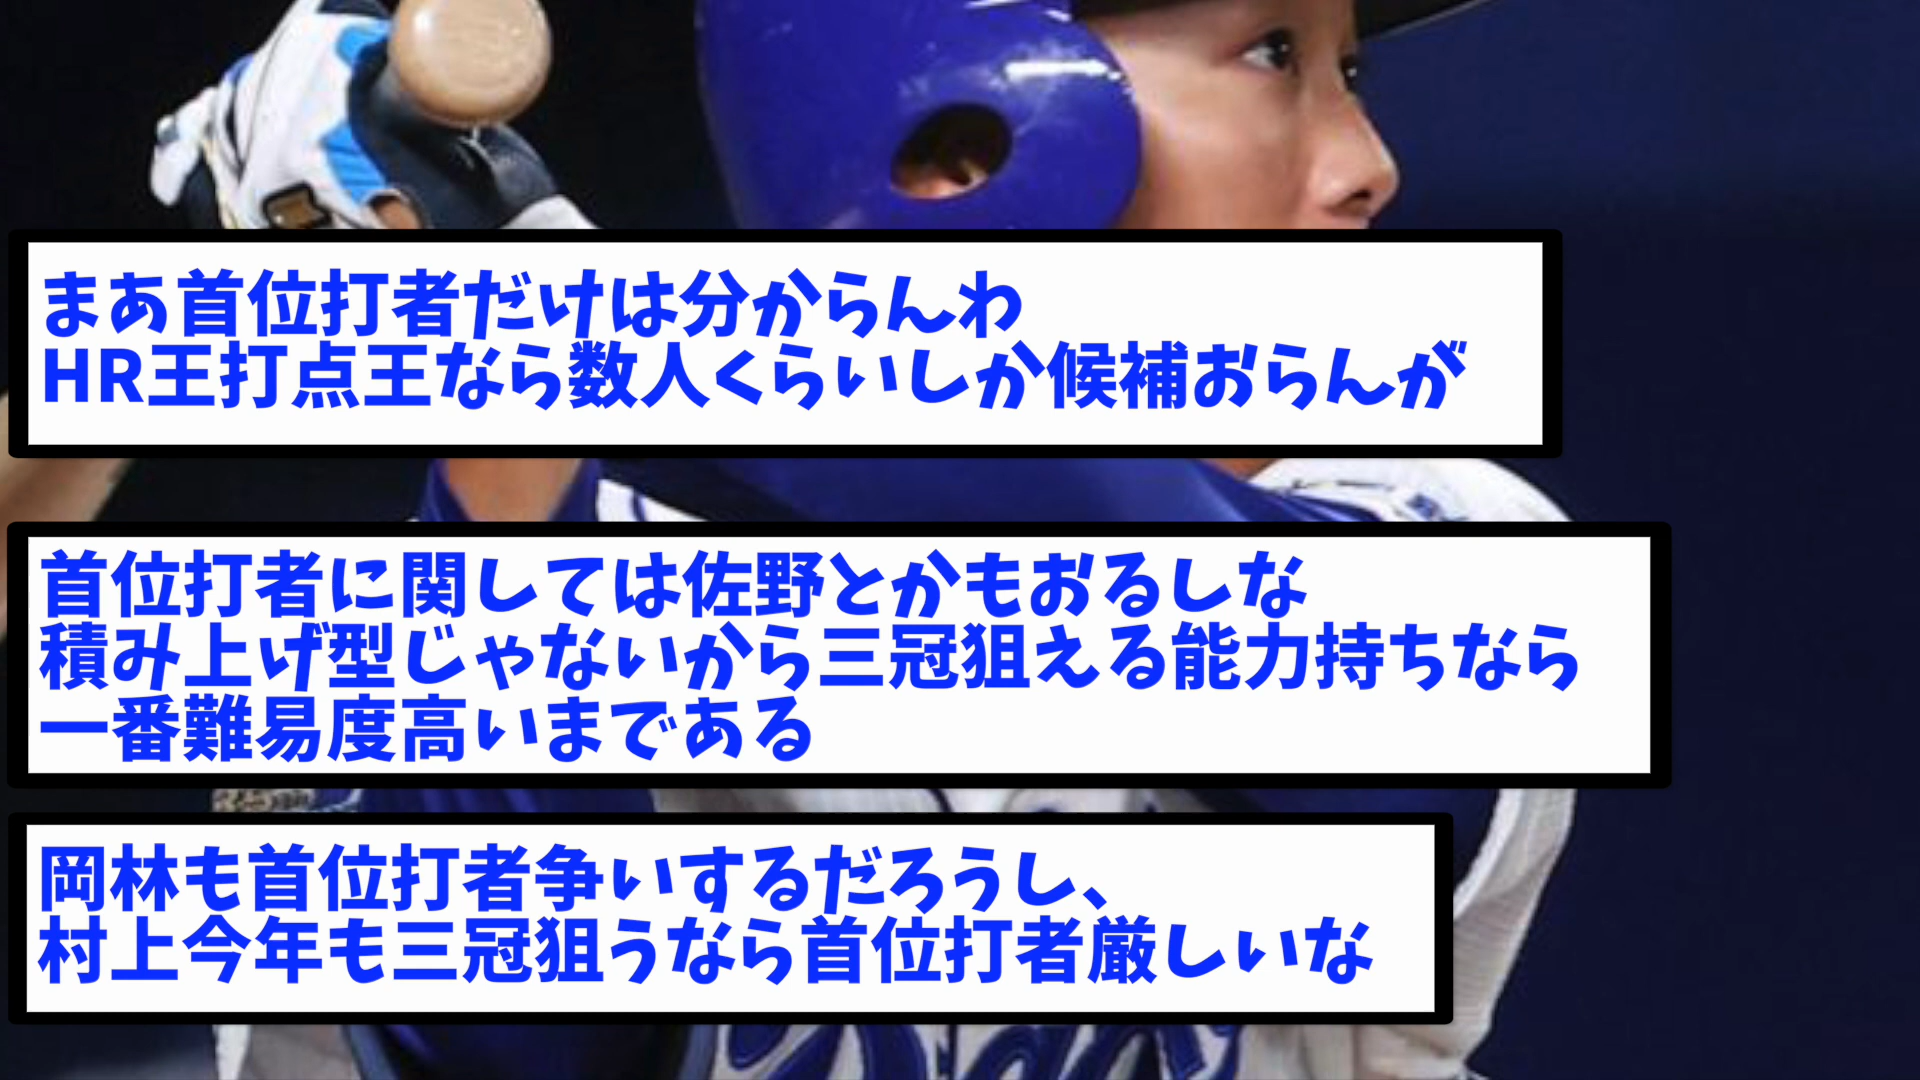 まあ首位打者だけは分からんわ
HR王打点王なら数人くらいしか候補おらんが
首位打者に関しては佐野とかもおるしな
積み上げ型じゃないから三冠狙える能力持ちなら
一番難易度高いまである
岡林も首位打者争いするだろうし、
村上今年も三冠狙うなら首位打者厳しいな